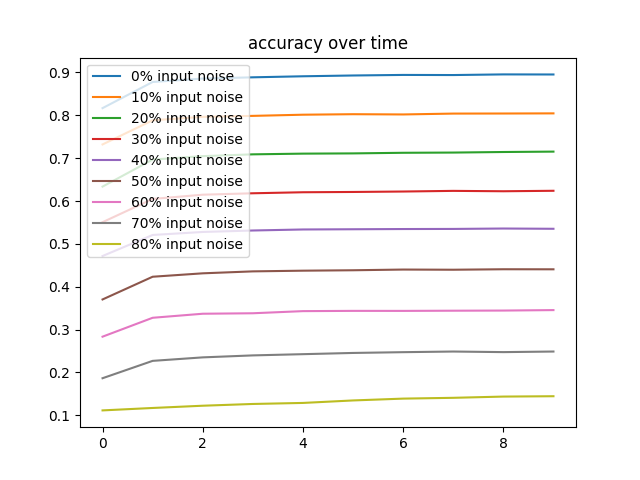 accuracy over time
0.9
0.8
0.7
0.6
0.5
0.4
0.3
0.2
0.1
0% input noise
10% input noise
20% input noise
30% input noise
40% input noise
50% input noise
60% input noise
70% input noise
80% input noise
0 2 4 6 8